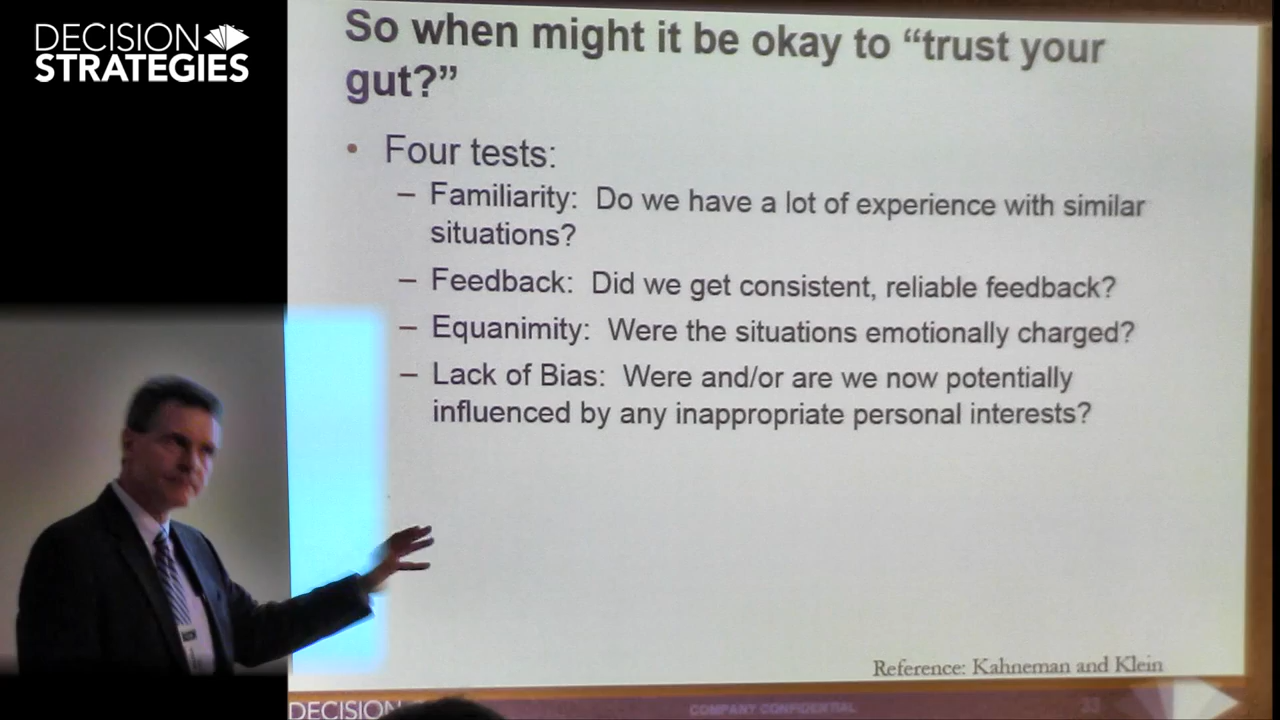 DECISION
STRATEGIES
So when might it be okay to “trust your
gut?”
• Four tests:
– Familiarity: Do we have a lot of experience with similar
situations?
– Feedback: Did we get consistent, reliable feedback?
– Equanimity: Were the situations emotionally charged?
– Lack of Bias: Were and/or are we now potentially
influenced by any inappropriate personal interests?
Reference: Kahneman and Klein
DECISION
COMPANY CONFIDENTIAL
33